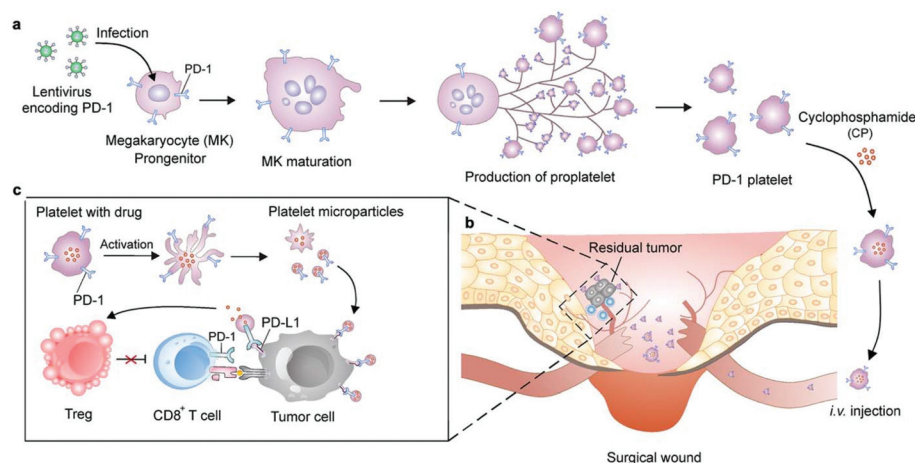 a
Infection
Lentivirus
encoding PD-1
PD-1
Megakaryocyte (MK)
Progenitor
MK maturation
Production of proplatelet
PD-1 platelet
Cyclophosphamide
(CP)
c
Platelet with drug
Activation
Platelet microparticles
PD-1
PD-L1
PD-1
Treg
CD8+ T cell
Tumor cell
b
Residual tumor
i.v. injection
Surgical wound